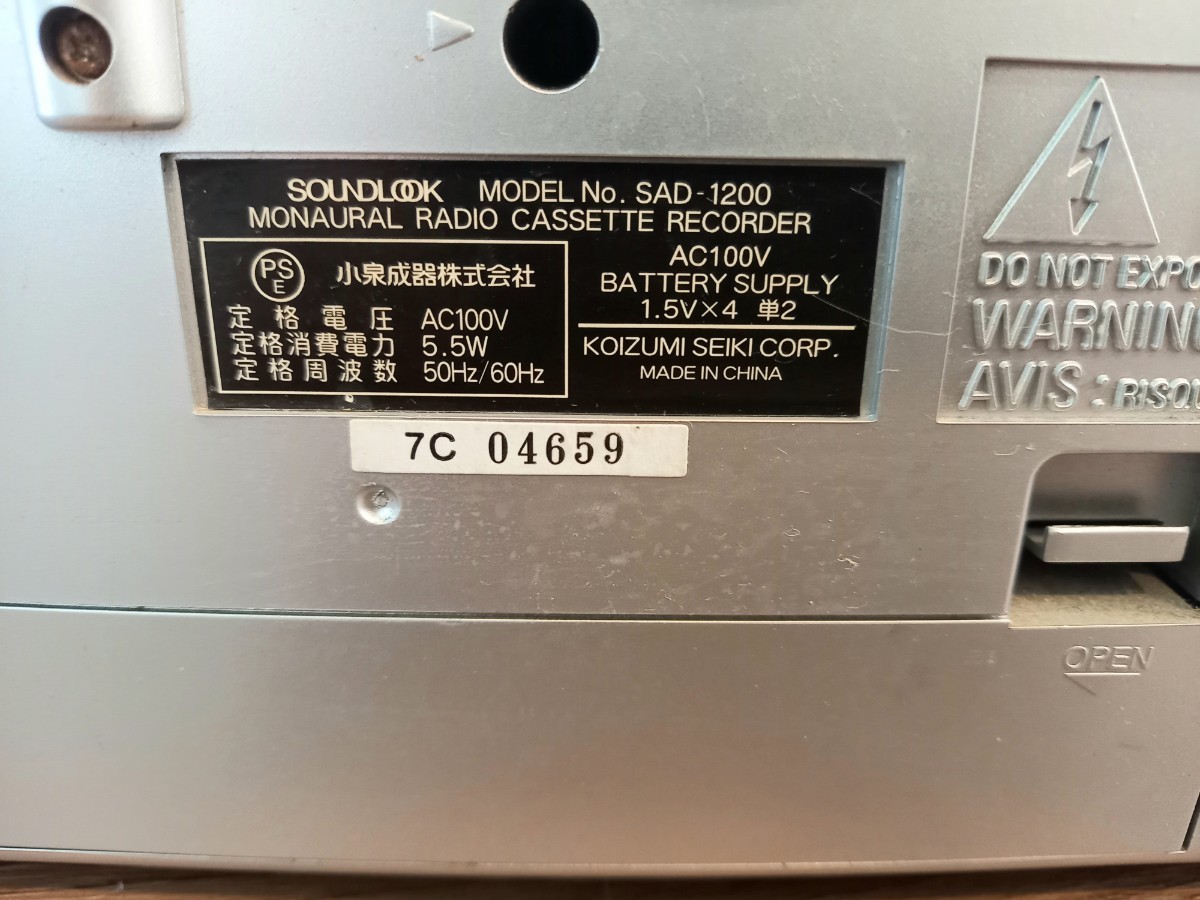 SOUNDLOOK MODEL No. SAD-1200
MONAURAL RADIO CASSETTE RECORDER
PS
E
小泉成器株式会社
定格電圧 AC100V
定格消費電力 5.5W
定格周波数 50Hz/60Hz
AC100V
BATTERY SUPPLY
1.5V×4 単2
KOIZUMI SEIKI CORP.
MADE IN CHINA
7C 04659
DO NOT EXPO
WARNIN
AVIS: RISQU
OPEN